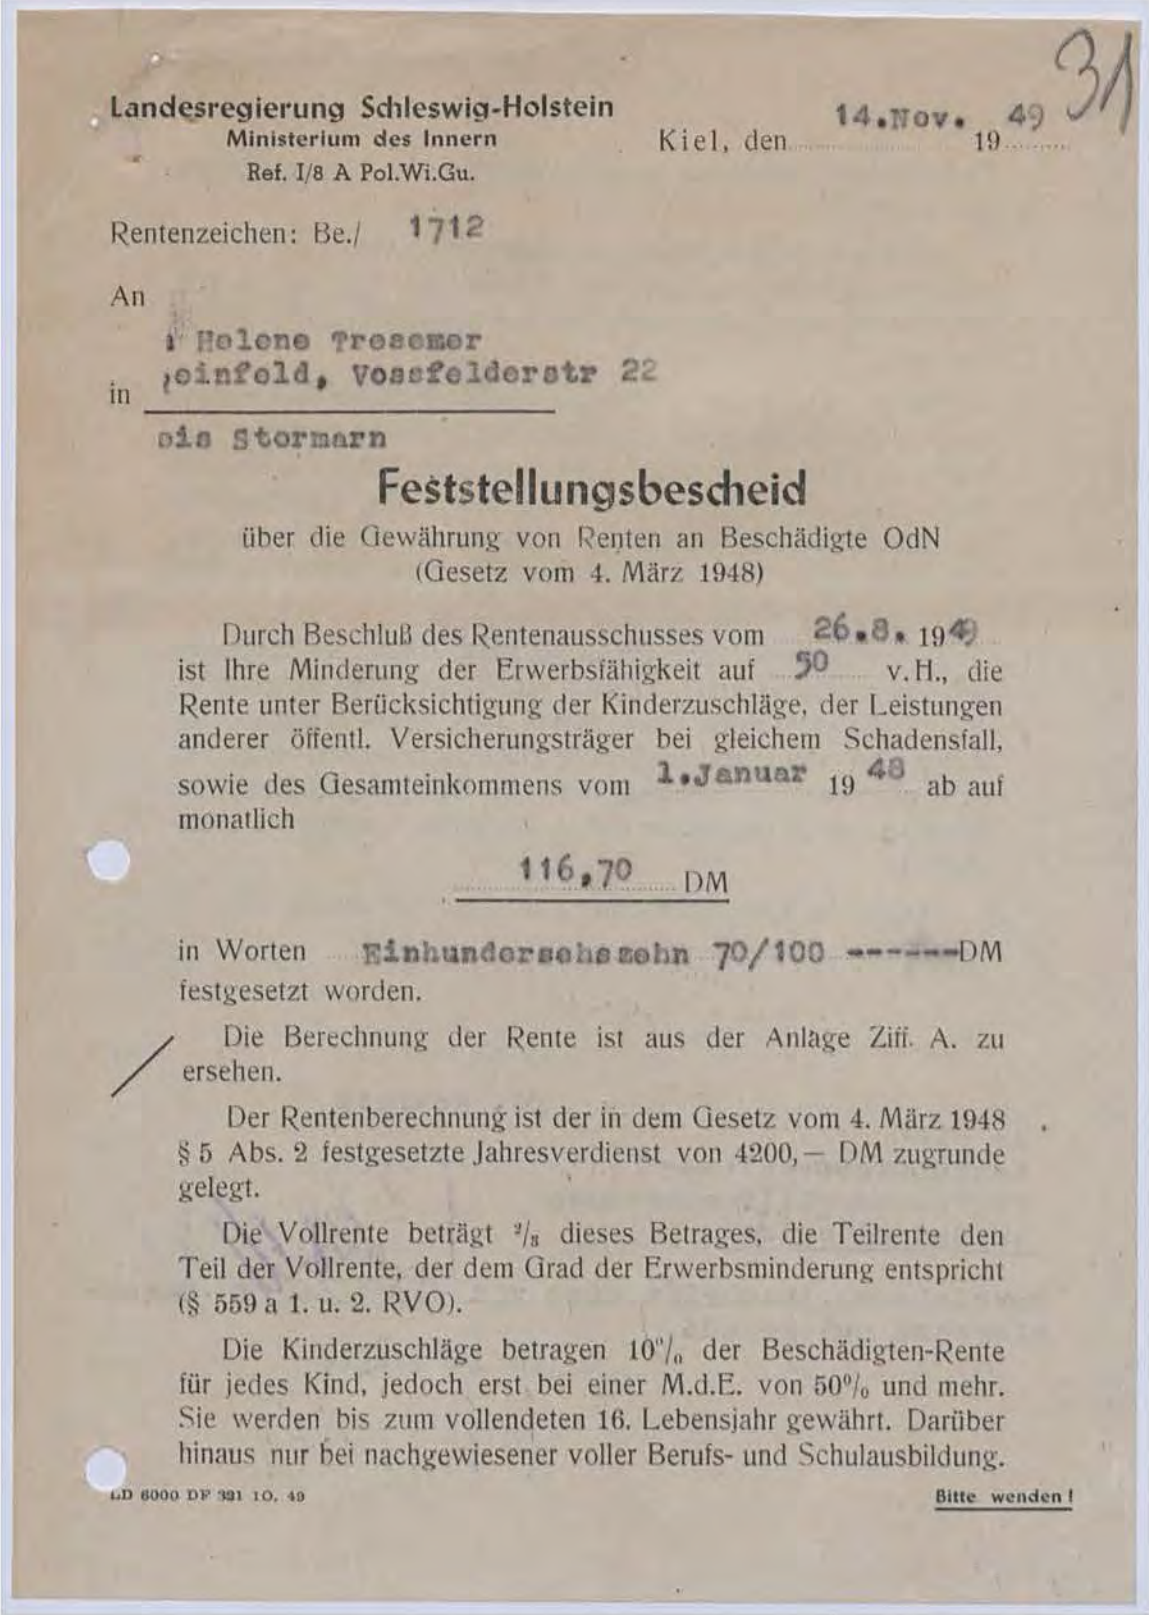 31
Landesregierung Schleswig-Holstein
Ministerium des Innern
Ref. I/8 A Pol.Wi.Gu.
Kiel, den 14.Nov. 1949
Rentenzeichen: Be./ 1712
An
Helene Tresemer
in einfeld, Vossfelderstr 22
eis Stormarn
Feststellungsbescheid
über die Gewährung von Renten an Beschädigte OdN
(Gesetz vom 4. März 1948)
Durch Beschluß des Rentenausschusses vom 26.8. 1949
ist Ihre Minderung der Erwerbsfähigkeit auf 50 v. H., die
Rente unter Berücksichtigung der Kinderzuschläge, der Leistungen
anderer öffentl. Versicherungsträger bei gleichem Schadensfall,
sowie des Gesamteinkommens vom 1.Januar 1948 ab auf
monatlich
116,70 DM
in Worten Einhundersehszehn 70/100 ------DM
festgesetzt worden.
Die Berechnung der Rente ist aus der Anlage Ziff. A. zu
ersehen.
Der Rentenberechnung ist der in dem Gesetz vom 4. März 1948
§ 5 Abs. 2 festgesetzte Jahresverdienst von 4200,— DM zugrunde
gelegt.
Die Vollrente beträgt ²/₃ dieses Betrages, die Teilrente den
Teil der Vollrente, der dem Grad der Erwerbsminderung entspricht
(§ 559 a 1. u. 2. RVO).
Die Kinderzuschläge betragen 10% der Beschädigten-Rente
für jedes Kind, jedoch erst bei einer M.d.E. von 50% und mehr.
Sie werden bis zum vollendeten 16. Lebensjahr gewährt. Darüber
hinaus nur bei nachgewiesener voller Berufs- und Schulausbildung.
LD 6000 DF 391 10. 49
Bitte wenden !